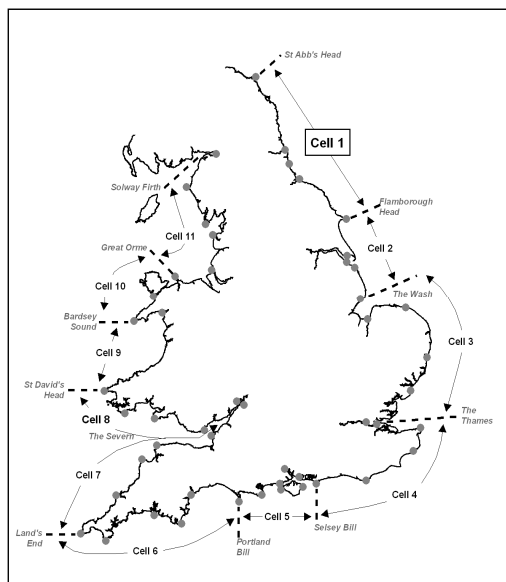 St Abb's Head
Cell 1
Solway Firth
Flamborough
Head
Cell 11
Cell 2
Great Orme
Cell 10
The Wash
Bardsey
Sound
Cell 3
Cell 9
St David's
Head
Cell 8
The Severn
The
Thames
Cell 7
Cell 4
Land's
End
Cell 6
Cell 5
Selsey Bill
Portland
Bill